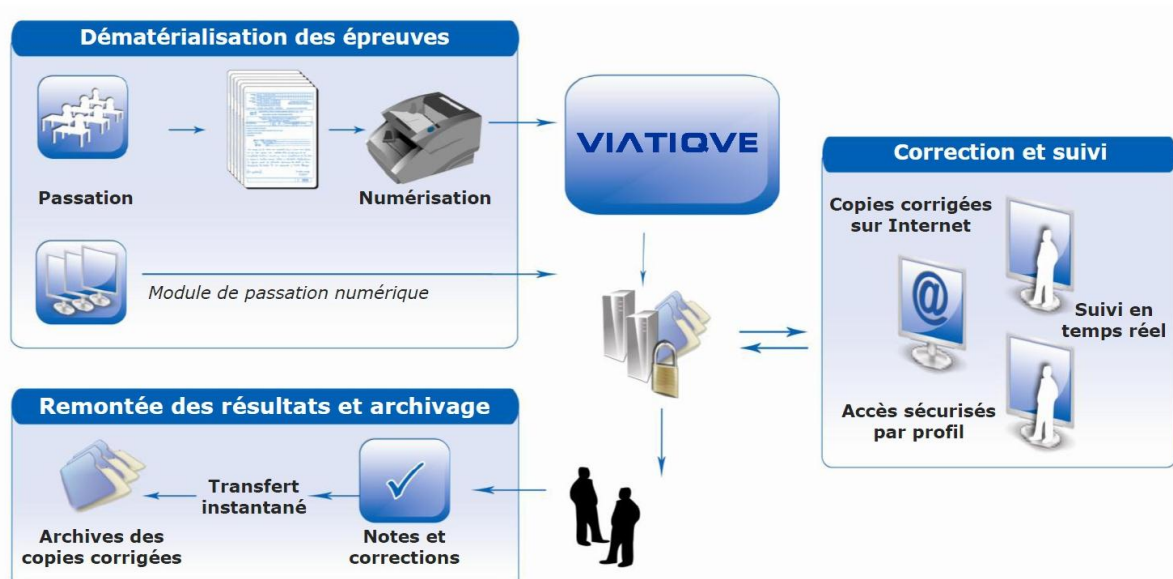 Dématérialisation des épreuves
Passation
Numérisation
Module de passation numérique
VIATIQVE
Correction et suivi
Copies corrigées
sur Internet
@
Suivi en
temps réel
Accès sécurisés
par profil
Remontée des résultats et archivage
Transfert
instantané
Archives des
copies corrigées
Notes et
corrections